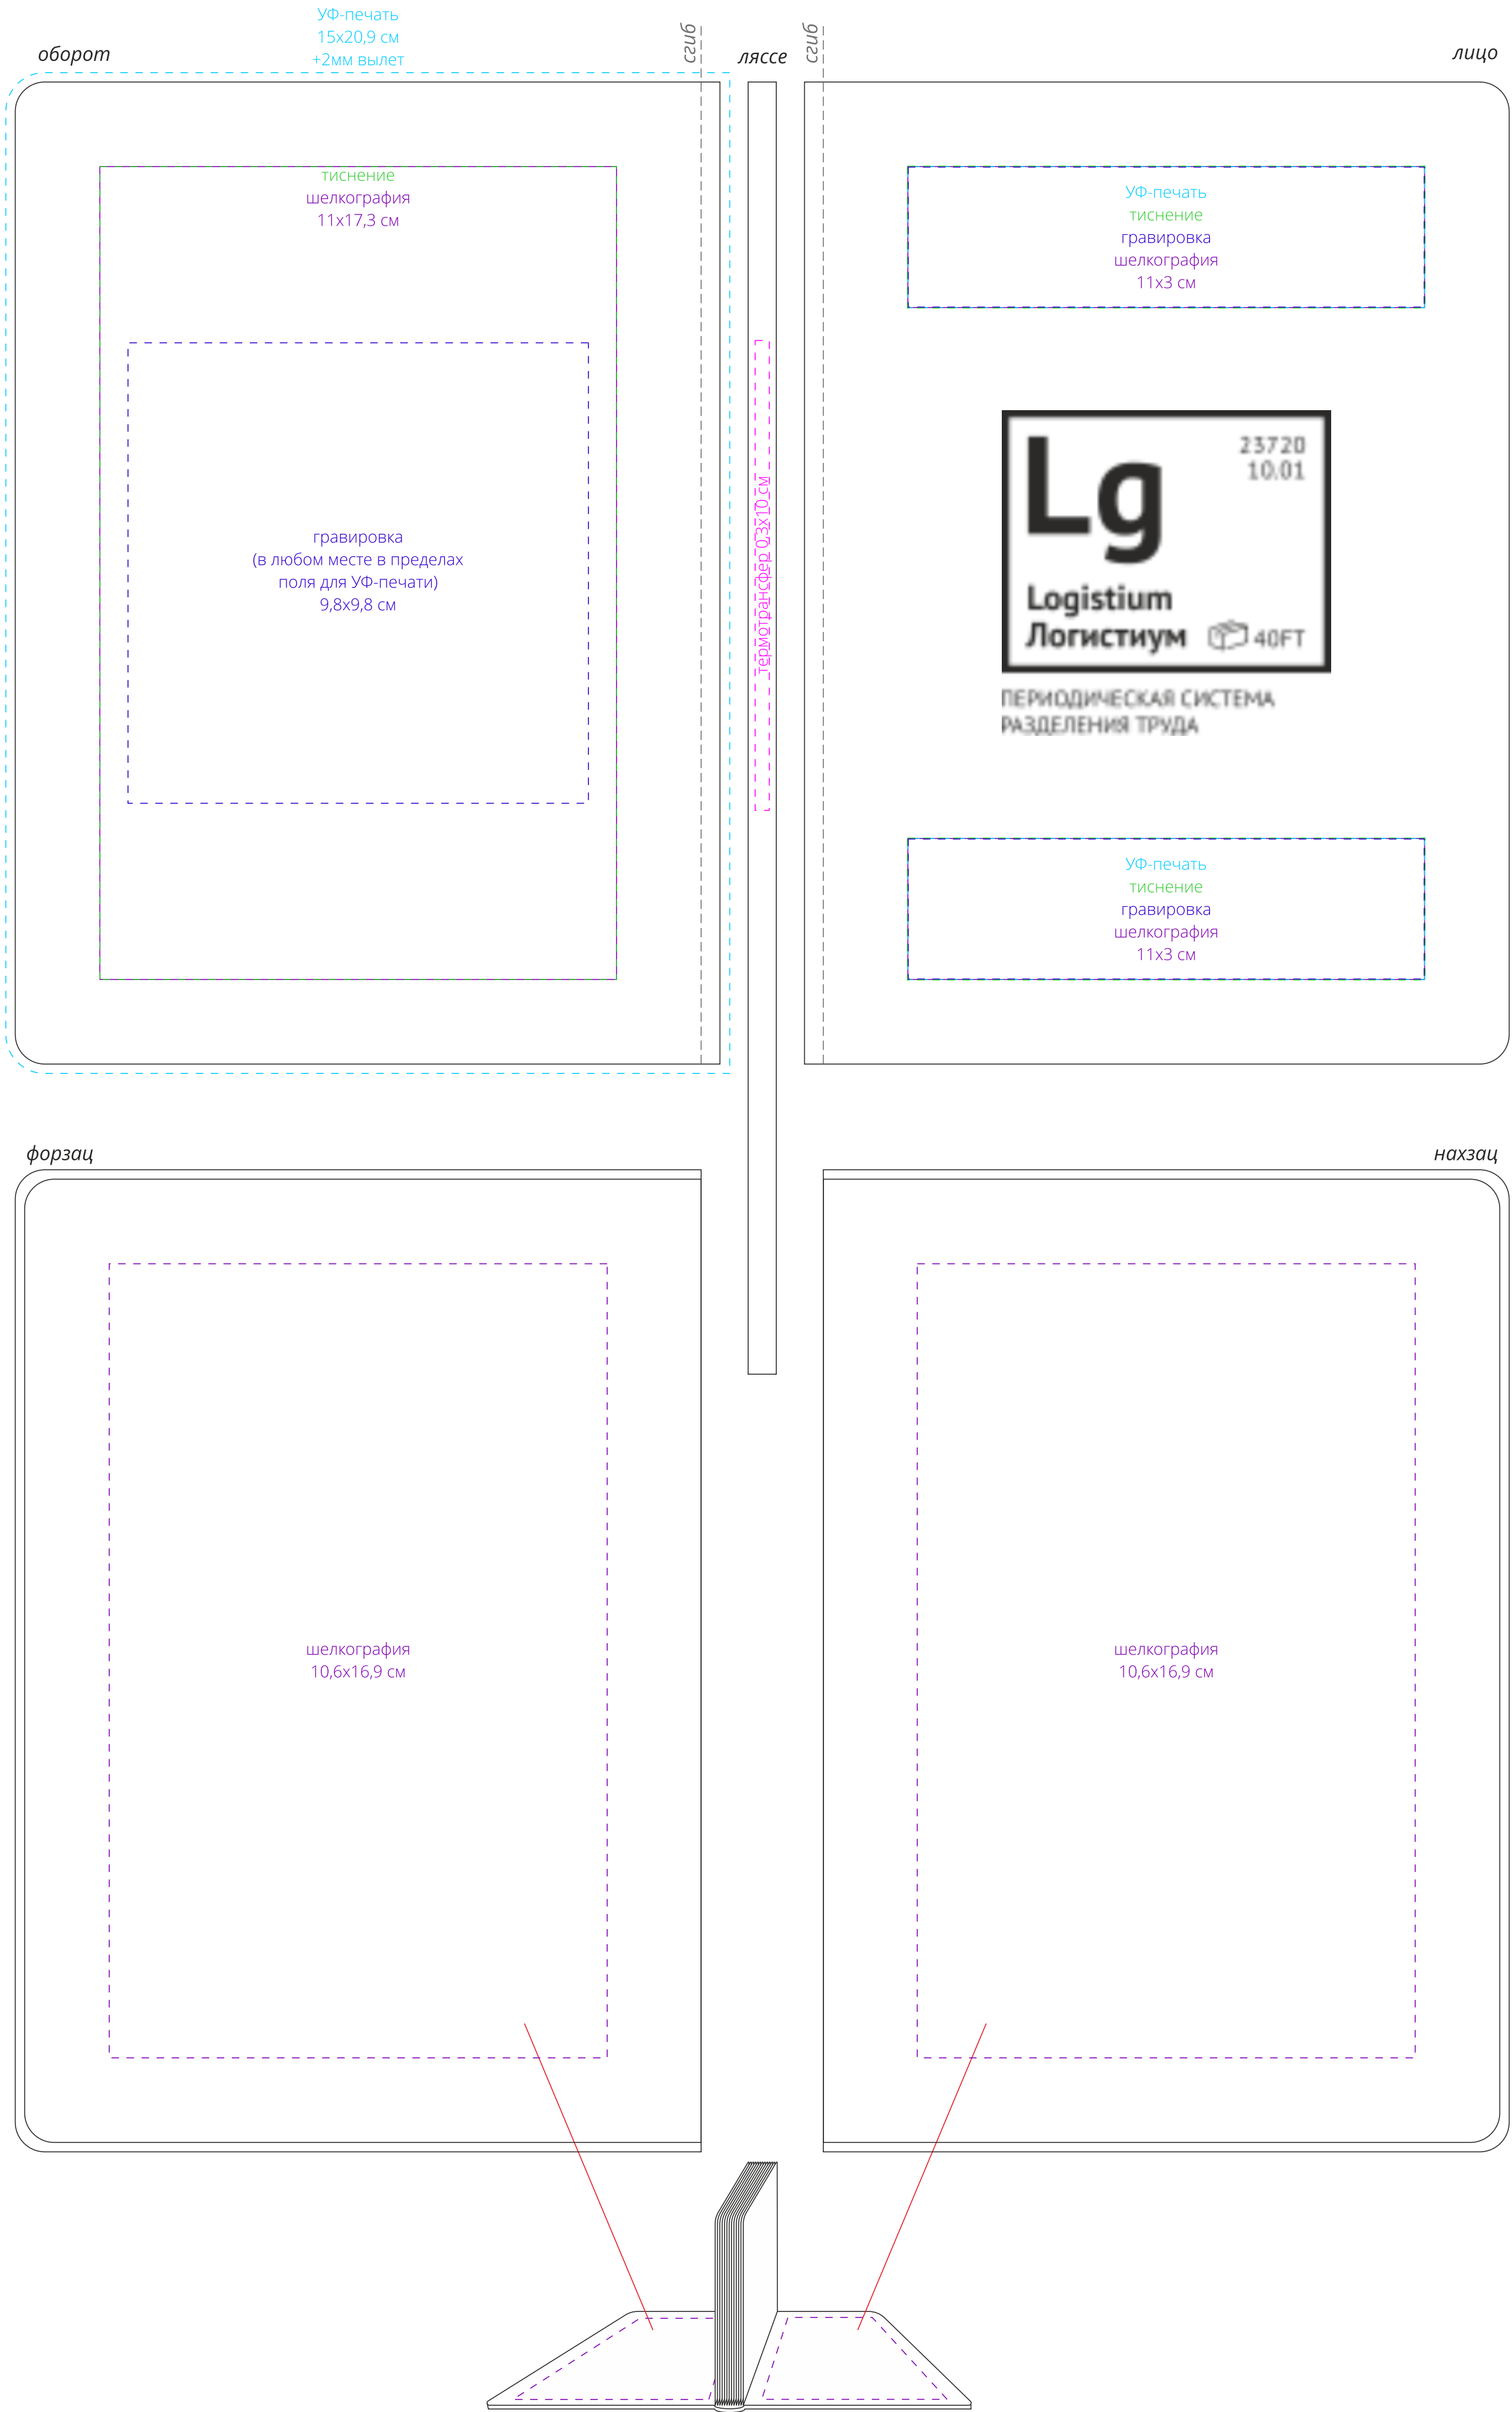 УФ-печать
15х20,9 см
+2мм вылет
оборот
сгиб
ляссе
сгиб
лицо
тиснение
шелкография
11х17,3 см
гравировка
(в любом месте в пределах
поля для УФ-печати)
9,8х9,8 см
термотрансфер 0,3х10 см
УФ-печать
тиснение
гравировка
шелкография
11х3 см
Lg
23720
10.01
Logistium
Логистиум
40FT
ПЕРИОДИЧЕСКАЯ СИСТЕМА
РАЗДЕЛЕНИЯ ТРУДА
УФ-печать
тиснение
гравировка
шелкография
11х3 см
форзац
нахзац
шелкография
10,6х16,9 см
шелкография
10,6х16,9 см